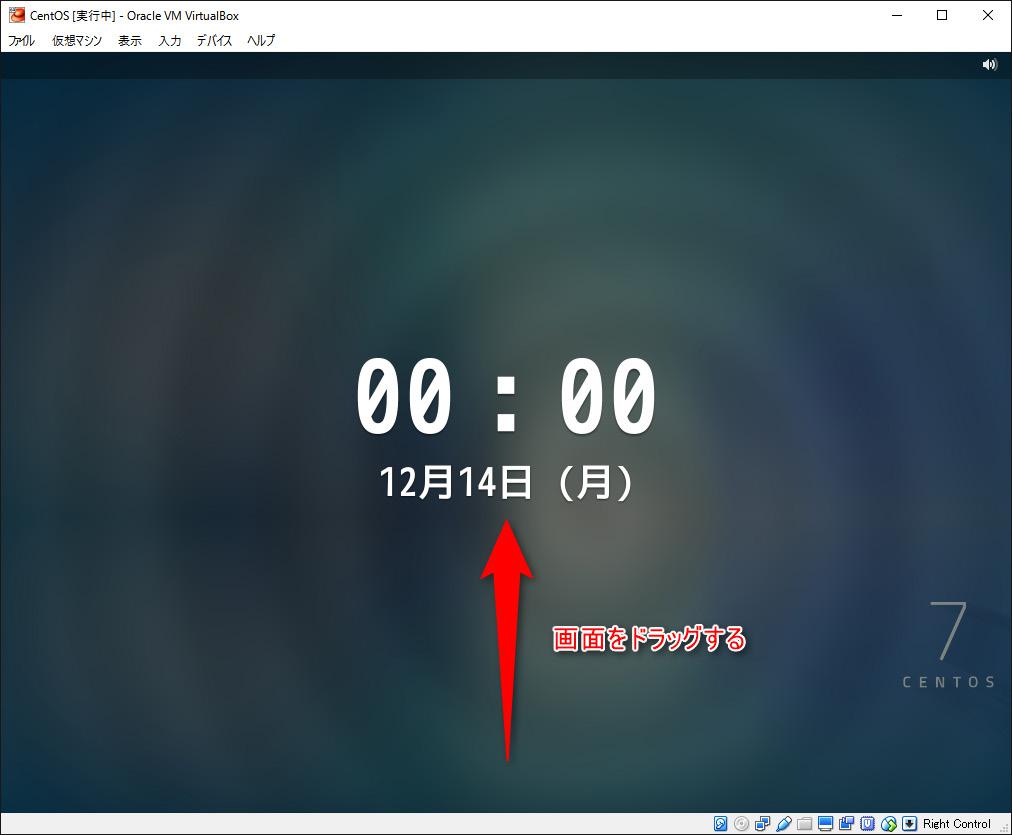 CentOS [実行中] - Oracle VM VirtualBox
ファイル 仮想マシン 表示 入力 デバイス ヘルプ
00:00
12月14日 (月)
画面をドラッグする
7
CENTOS
Right Control